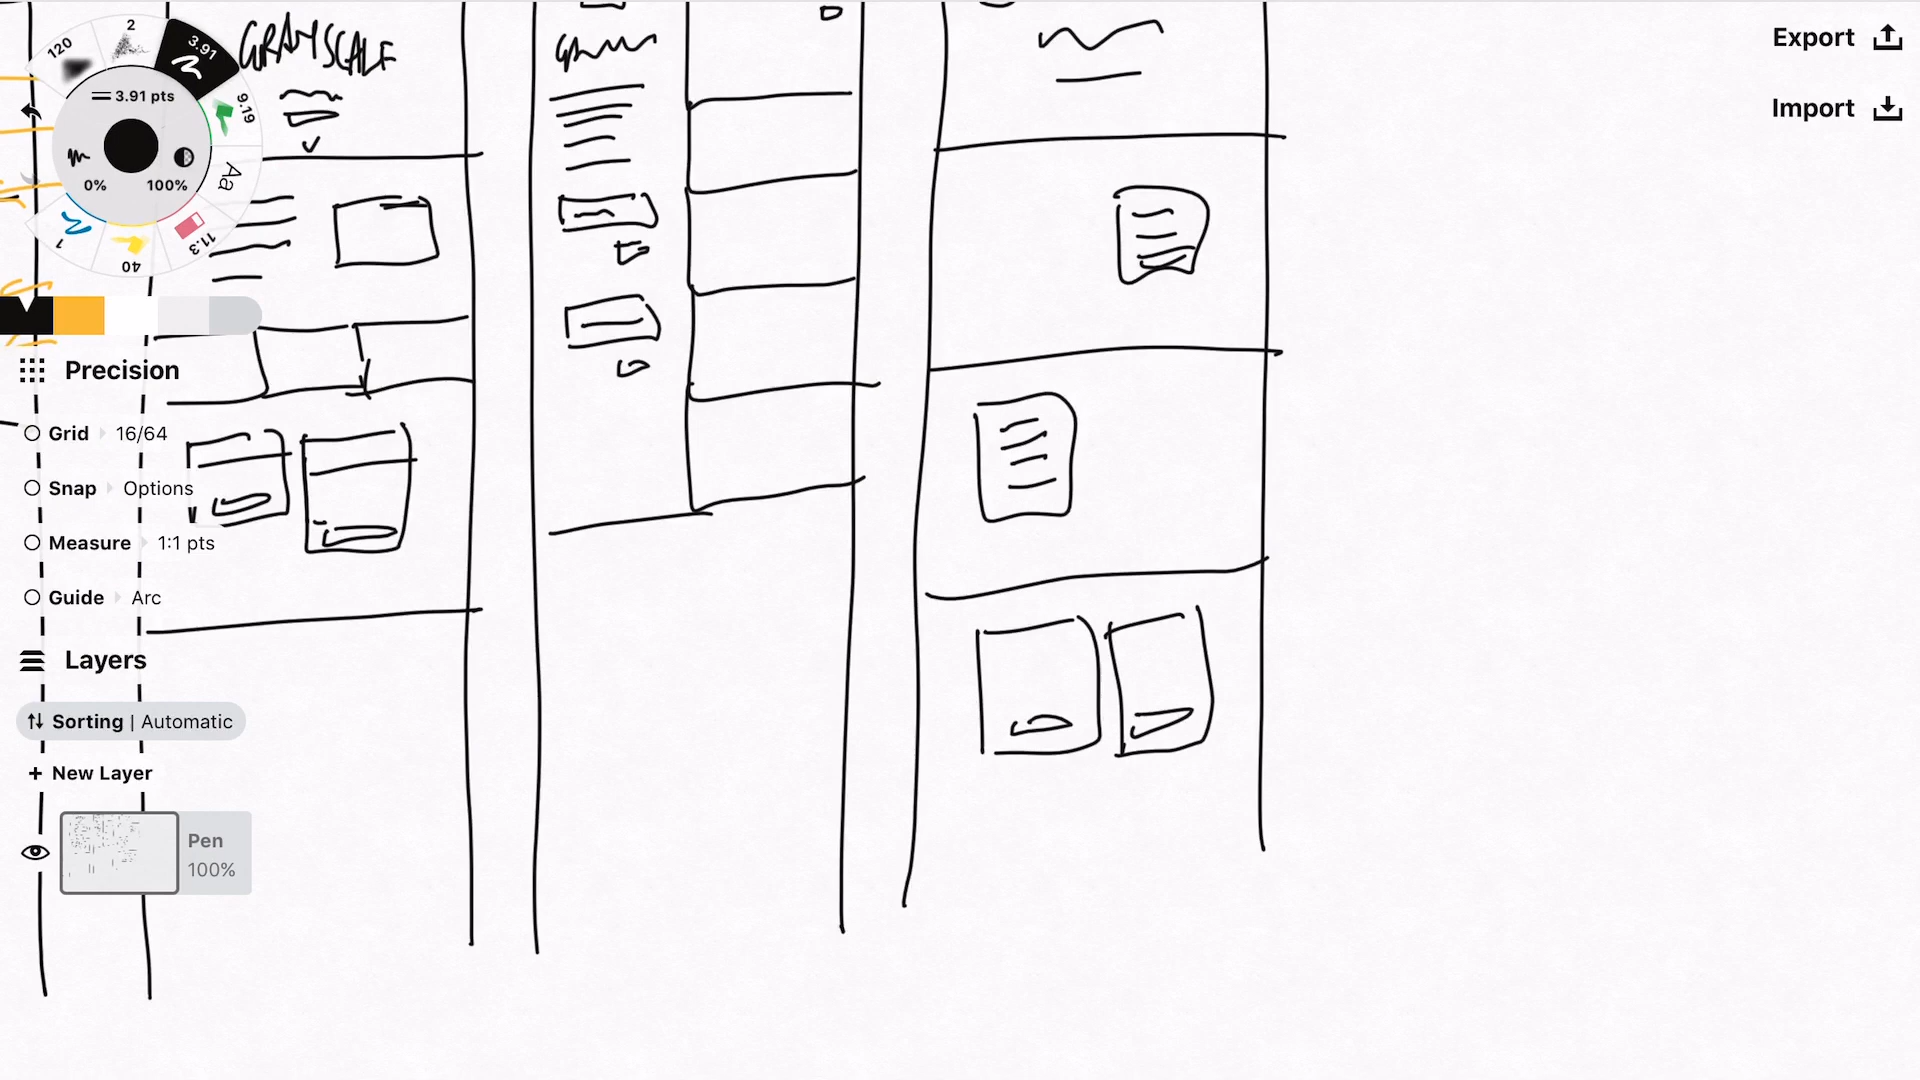 Export
Import
GRAYSCALE
120
2
3.91
3.91 pts
9.19
0%
100%
Aa
11.3
40
1
Precision
Grid 16/64
Snap Options
Measure 1:1 pts
Guide Arc
Layers
Sorting | Automatic
+ New Layer
Pen
100%